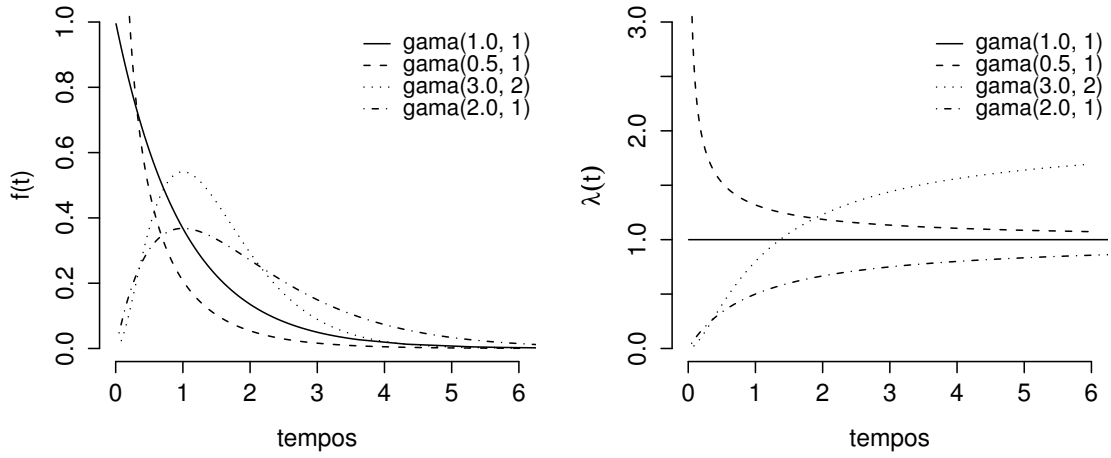 f(t)
1.0
0.8
0.6
0.4
0.2
0.0
gama(1.0, 1)
gama(0.5, 1)
gama(3.0, 2)
gama(2.0, 1)
0 1 2 3 4 5 6
tempos
λ(t)
3.0
2.0
1.0
0.0
gama(1.0, 1)
gama(0.5, 1)
gama(3.0, 2)
gama(2.0, 1)
0 1 2 3 4 5 6
tempos